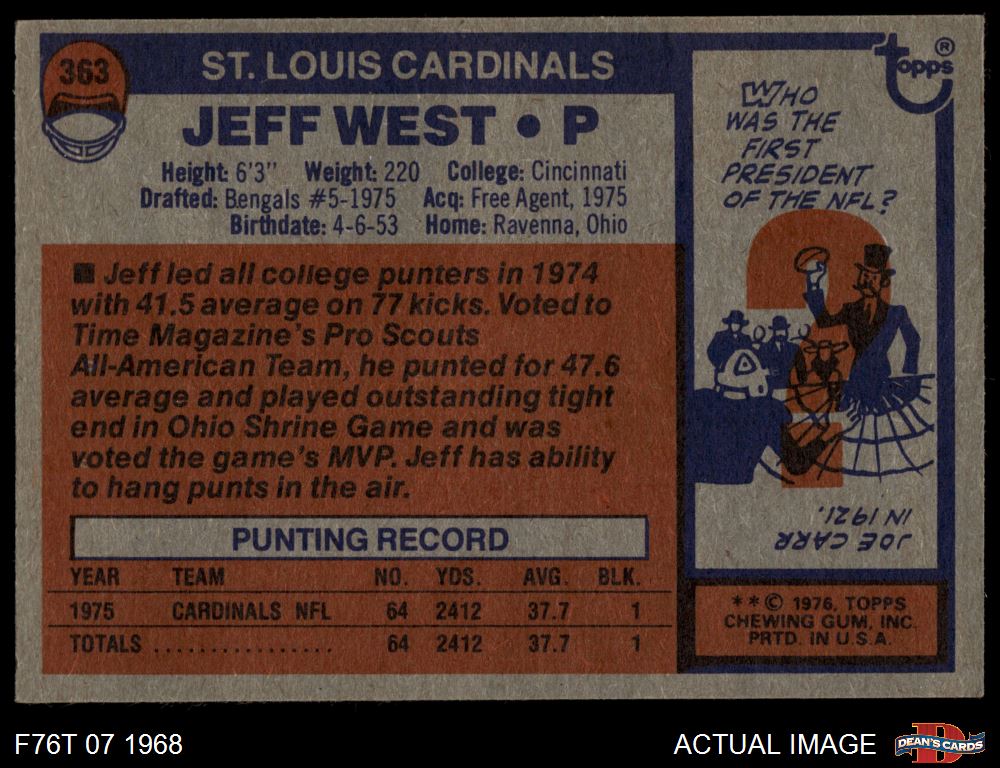 363
ST. LOUIS CARDINALS
JEFF WEST • P
Height: 6'3" Weight: 220 College: Cincinnati
Drafted: Bengals #5-1975 Acq: Free Agent, 1975
Birthdate: 4-6-53 Home: Ravenna, Ohio
■ Jeff led all college punters in 1974
with 41.5 average on 77 kicks. Voted to
Time Magazine's Pro Scouts
All-American Team, he punted for 47.6
average and played outstanding tight
end in Ohio Shrine Game and was
voted the game's MVP. Jeff has ability
to hang punts in the air.
PUNTING RECORD
YEAR TEAM NO. YDS. AVG. BLK.
1975 CARDINALS NFL 64 2412 37.7 1
TOTALS ................ 64 2412 37.7 1
topps®
WHO
WAS THE
FIRST
PRESIDENT
OF THE NFL?
JOE CARR
IN 1921.
**© 1976, TOPPS
CHEWING GUM, INC.
PRTD. IN U.S.A.
F76T 07 1968
ACTUAL IMAGE
D
DEAN'S CARDS